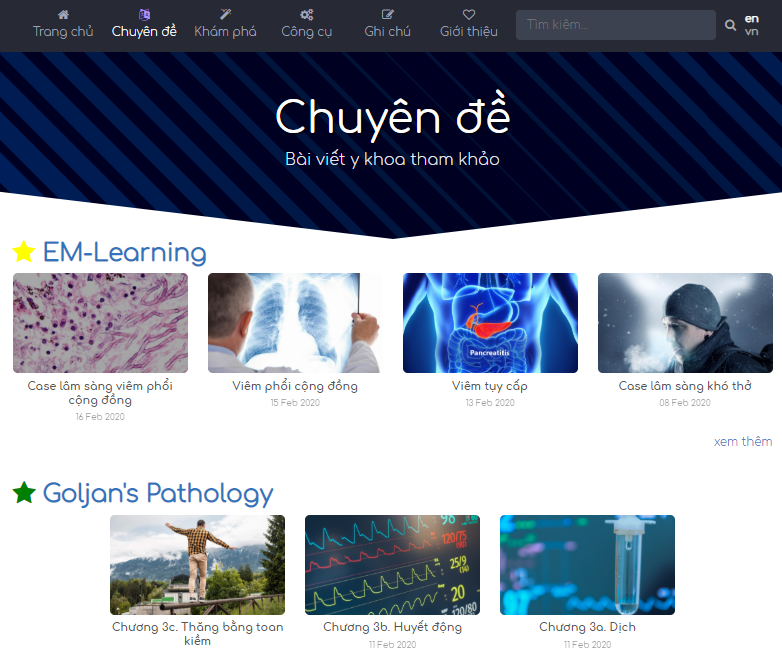 Trang chủ
Chuyên đề
Khám phá
Công cụ
Ghi chú
Giới thiệu
Tìm kiếm...
en
vn
Chuyên đề
Bài viết y khoa tham khảo
EM-Learning
Pancreatitis
Case lâm sàng viêm phổi
cộng đồng
16 Feb 2020
Viêm phổi cộng đồng
15 Feb 2020
Viêm tụy cấp
13 Feb 2020
Case lâm sàng khó thở
08 Feb 2020
xem thêm
Goljan's Pathology
98
120/75
25/9
20
120/80
Chương 3c. Thăng bằng toan
kiềm
Chương 3b. Huyết động
11 Feb 2020
Chương 3a. Dịch
11 Feb 2020